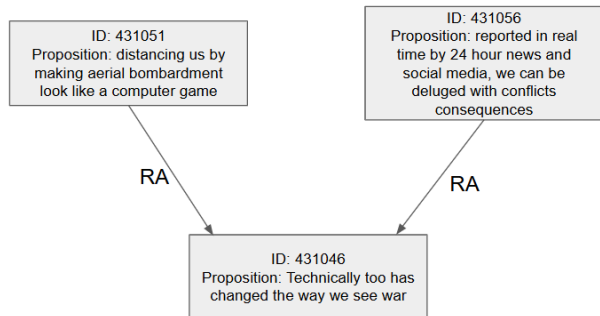 ID: 431051
Proposition: distancing us by
making aerial bombardment
look like a computer game
ID: 431056
Proposition: reported in real
time by 24 hour news and
social media, we can be
deluged with conflicts
consequences
RA
RA
ID: 431046
Proposition: Technically too has
changed the way we see war